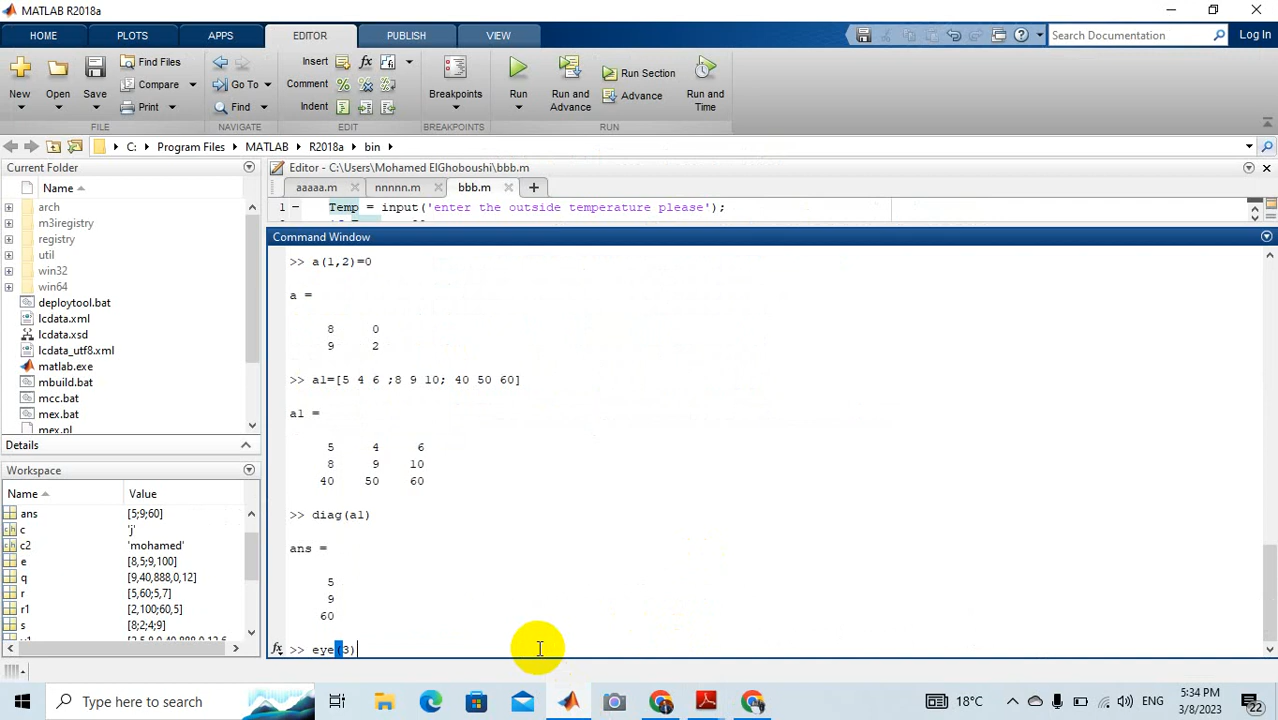 MATLAB R2018a
HOME PLOTS APPS EDITOR PUBLISH VIEW Search Documentation Log In
New Open Save Find Files Compare Print Go To Find Insert Comment Indent fx Breakpoints Run Run and Advance Run Section Advance Run and Time
FILE NAVIGATE EDIT BREAKPOINTS RUN
C: Program Files MATLAB R2018a bin
Current Folder
Name
arch
m3iregistry
registry
util
win32
win64
deploytool.bat
lcdata.xml
lcdata.xsd
lcdata_utf8.xml
matlab.exe
mbuild.bat
mcc.bat
mex.bat
mex.pl
Details
Workspace
Name Value
ans [5;9;60]
c 'j'
c2 'mohamed'
e [8,5;9,100]
q [9,40,888,0,12]
r [5,60;5,7]
r1 [2,100;60,5]
s [8;2;4;9]
Editor - C:\Users\Mohamed ElGhoboushi\bbb.m
aaaaa.m nnnnn.m bbb.m
1 Temp = input('enter the outside temperature please');
Command Window
>> a(1,2)=0
a =
8 0
9 2
>> a1=[5 4 6 ;8 9 10; 40 50 60]
a1 =
5 4 6
8 9 10
40 50 60
>> diag(a1)
ans =
5
9
60
fx >> eye(3)
Type here to search
18°C ENG 5:34 PM 3/8/2023 22